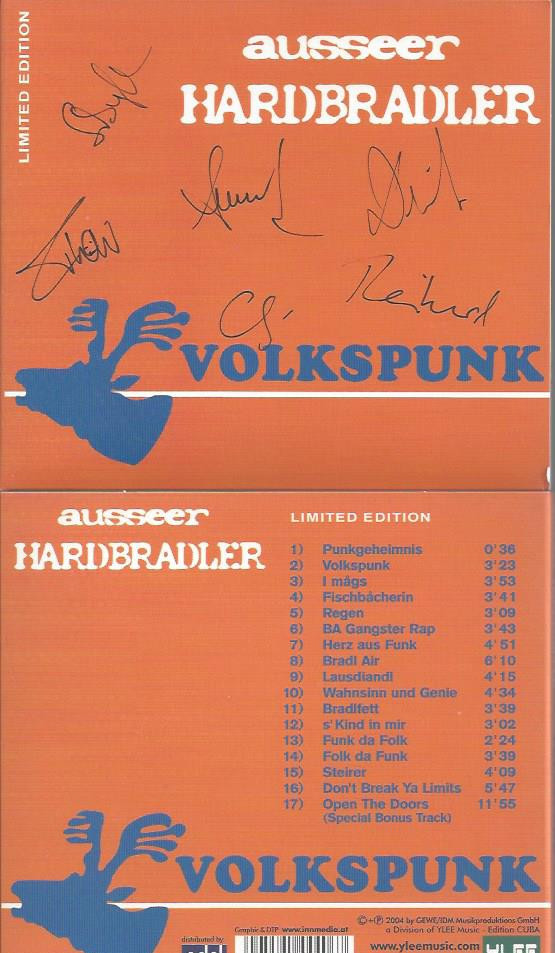 LIMITED EDITION
ausseer
HARDBRADLER
Reinhard
VOLKSPUNK
ausseer
HARDBRADLER
LIMITED EDITION
1) Punkgeheimnis 0'36
2) Volkspunk 3'23
3) I mågs 3'53
4) Fischbåcherin 3'41
5) Regen 3'09
6) BA Gangster Rap 3'43
7) Herz aus Funk 4'51
8) Bradl Air 6'10
9) Lausdiandl 4'15
10) Wahnsinn und Genie 4'34
11) Bradlfett 3'39
12) s'Kind in mir 3'02
13) Funk da Folk 2'24
14) Folk da Funk 3'39
15) Steirer 4'09
16) Don't Break Ya Limits 5'47
17) Open The Doors 11'55
(Special Bonus Track)
VOLKSPUNK
©+℗ 2004 by GEWE/IDM Musikproduktions GmbH
a Division of YLEE Music - Edition CUBA
Graphic & DTP www.innmedia.at
distributed by
www.yleemusic.com YLEE